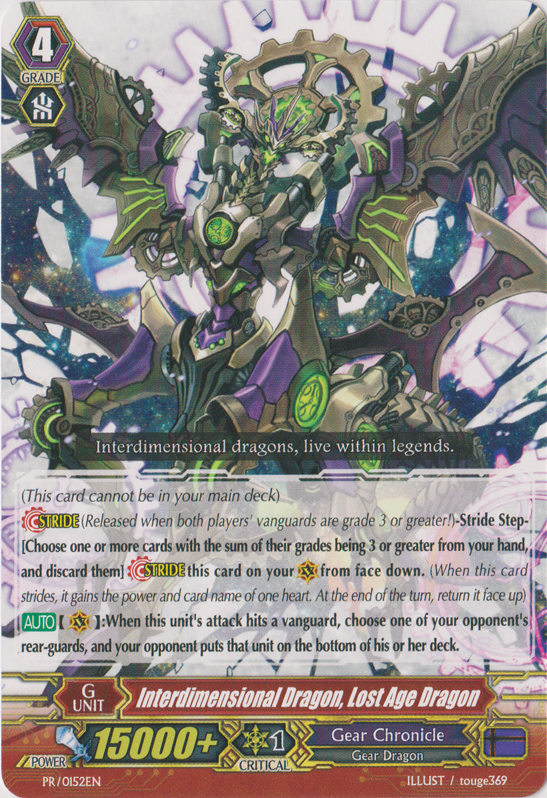 4
GRADE
Interdimensional dragons, live within legends.
(This card cannot be in your main deck)
STRIDE (Released when both players' vanguards are grade 3 or greater!)-Stride Step-
[Choose one or more cards with the sum of their grades being 3 or greater from your hand,
and discard them] STRIDE this card on your from face down. (When this card
strides, it gains the power and card name of one heart. At the end of the turn, return it face up)
AUTO [ ]:When this unit's attack hits a vanguard, choose one of your opponent's
rear-guards, and your opponent puts that unit on the bottom of his or her deck.
G
UNIT
Interdimensional Dragon, Lost Age Dragon
POWER 15000+ 1
CRITICAL
Gear Chronicle
Gear Dragon
PR/0152EN
ILLUST / touge369